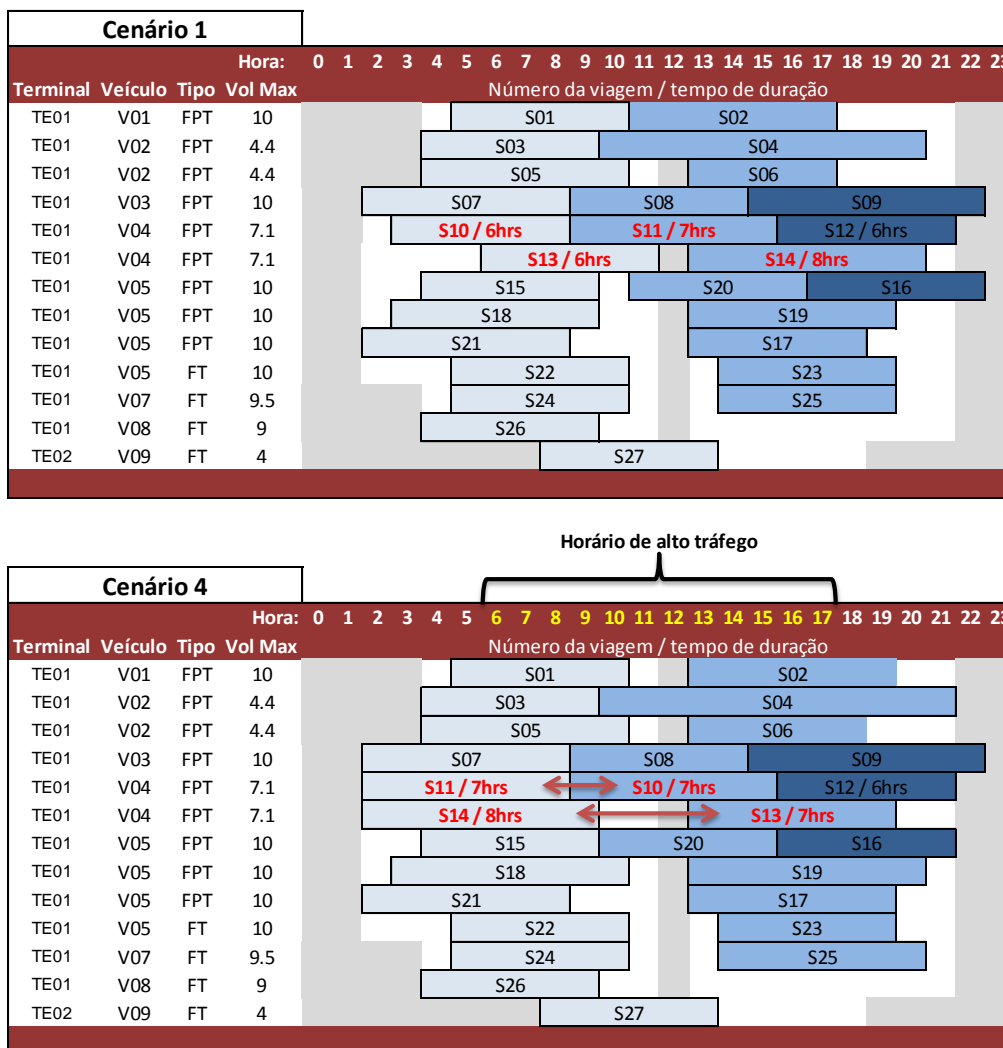 Cenário 1
Hora: 0 1 2 3 4 5 6 7 8 9 10 11 12 13 14 15 16 17 18 19 20 21 22 23
Terminal Veículo Tipo Vol Max Número da viagem / tempo de duração
TE01 V01 FPT 10 S01 S02
TE01 V02 FPT 4.4 S03 S04
TE01 V02 FPT 4.4 S05 S06
TE01 V03 FPT 10 S07 S08 S09
TE01 V04 FPT 7.1 S10 / 6hrs S11 / 7hrs S12 / 6hrs
TE01 V04 FPT 7.1 S13 / 6hrs S14 / 8hrs
TE01 V05 FPT 10 S15 S20 S16
TE01 V05 FPT 10 S18 S19
TE01 V05 FPT 10 S21 S17
TE01 V05 FT 10 S22 S23
TE01 V07 FT 9.5 S24 S25
TE01 V08 FT 9 S26
TE02 V09 FT 4 S27
Horário de alto tráfego
Cenário 4
Hora: 0 1 2 3 4 5 6 7 8 9 10 11 12 13 14 15 16 17 18 19 20 21 22 23
Terminal Veículo Tipo Vol Max Número da viagem / tempo de duração
TE01 V01 FPT 10 S01 S02
TE01 V02 FPT 4.4 S03 S04
TE01 V02 FPT 4.4 S05 S06
TE01 V03 FPT 10 S07 S08 S09
TE01 V04 FPT 7.1 S11 / 7hrs S10 / 7hrs S12 / 6hrs
TE01 V04 FPT 7.1 S14 / 8hrs S13 / 7hrs
TE01 V05 FPT 10 S15 S20 S16
TE01 V05 FPT 10 S18 S19
TE01 V05 FPT 10 S21 S17
TE01 V05 FT 10 S22 S23
TE01 V07 FT 9.5 S24 S25
TE01 V08 FT 9 S26
TE02 V09 FT 4 S27